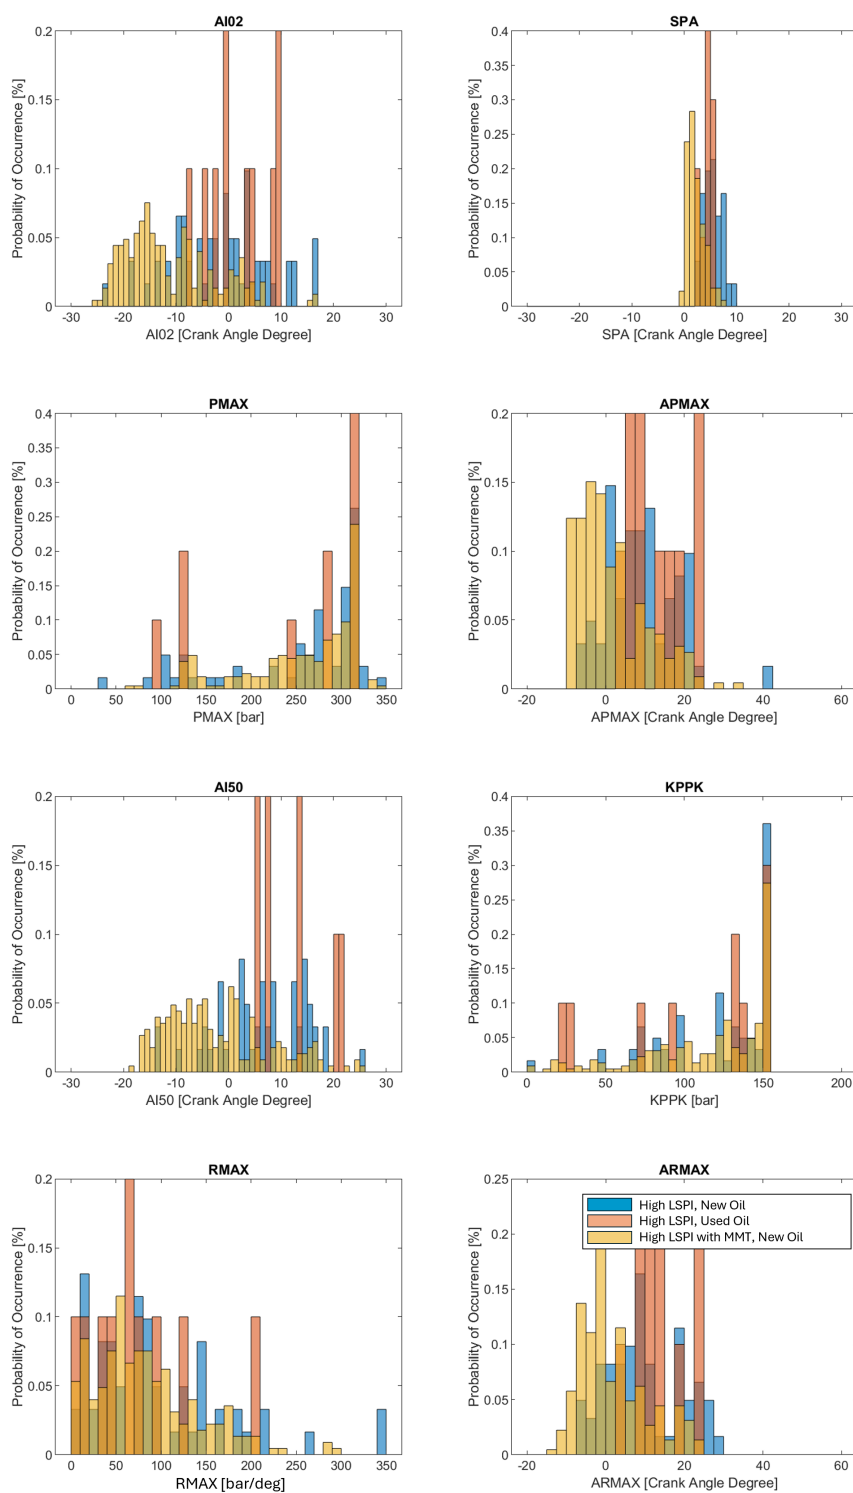 AI02
Probability of Occurrence [%]
0.2
0.15
0.1
0.05
0
-30 -20 -10 0 10 20 30
AI02 [Crank Angle Degree]
SPA
Probability of Occurrence [%]
0.4
0.35
0.3
0.25
0.2
0.15
0.1
0.05
0
-30 -20 -10 0 10 20 30
SPA [Crank Angle Degree]
PMAX
Probability of Occurrence [%]
0.4
0.35
0.3
0.25
0.2
0.15
0.1
0.05
0
0 50 100 150 200 250 300 350
PMAX [bar]
APMAX
Probability of Occurrence [%]
0.2
0.15
0.1
0.05
0
-20 0 20 40 60
APMAX [Crank Angle Degree]
AI50
Probability of Occurrence [%]
0.2
0.15
0.1
0.05
0
-30 -20 -10 0 10 20 30
AI50 [Crank Angle Degree]
KPPK
Probability of Occurrence [%]
0.4
0.35
0.3
0.25
0.2
0.15
0.1
0.05
0
0 50 100 150 200
KPPK [bar]
RMAX
Probability of Occurrence [%]
0.2
0.15
0.1
0.05
0
0 50 100 150 200 250 300 350
RMAX [bar/deg]
ARMAX
Probability of Occurrence [%]
0.25
0.2
0.15
0.1
0.05
0
High LSPI, New Oil
High LSPI, Used Oil
High LSPI with MMT, New Oil
-20 0 20 40 60
ARMAX [Crank Angle Degree]